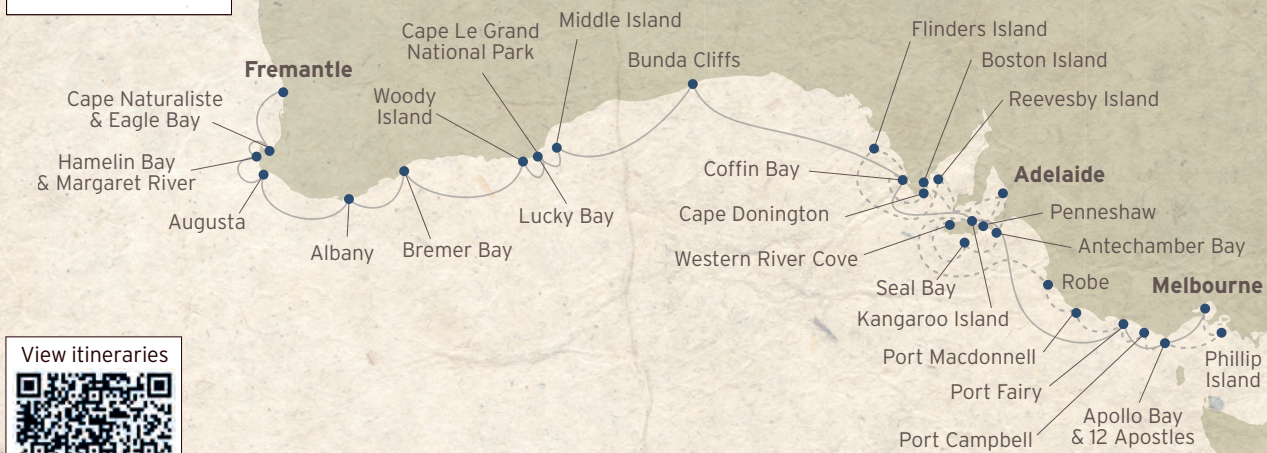 Middle Island
Cape Le Grand
National Park
Flinders Island
Bunda Cliffs
Boston Island
Fremantle
Cape Naturaliste
& Eagle Bay
Woody
Island
Reevesby Island
Hamelin Bay
& Margaret River
Coffin Bay
Adelaide
Augusta
Lucky Bay
Cape Donington
Penneshaw
Albany
Bremer Bay
Western River Cove
Antechamber Bay
Seal Bay
Robe
Melbourne
Kangaroo Island
Port Macdonnell
View itineraries
Phillip
Island
Port Fairy
Apollo Bay
& 12 Apostles
Port Campbell